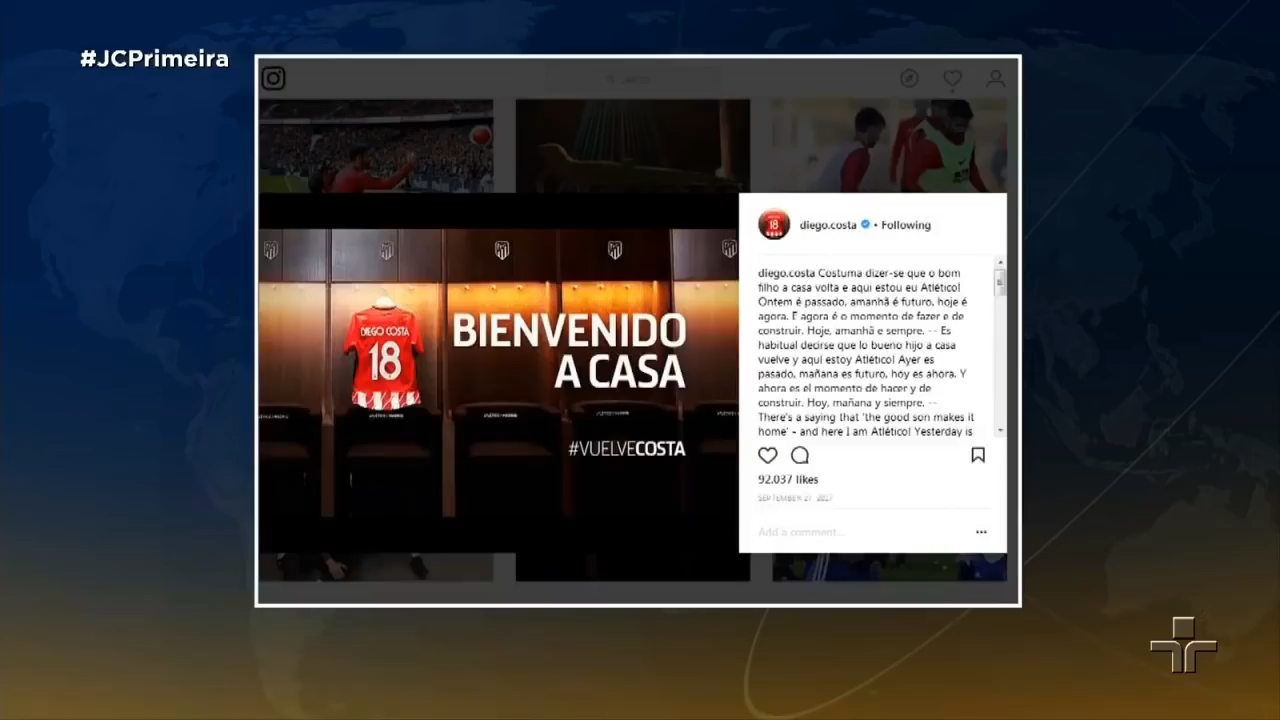 #JCPrimeira
DIEGO COSTA
18
BIENVENIDO
A CASA
#VUELVECOSTA
18
diego.costa • Following
diego.costa Costuma dizer-se que o bom
filho a casa volta e aqui estou eu Atlético!
Ontem é passado, amanhã é futuro, hoje é
agora. E agora é o momento de fazer e de
construir. Hoje, amanhã e sempre. -- Es
habitual decirse que lo bueno hijo a casa
vuelve y aqui estoy Atlético! Ayer es
pasado, mañana es futuro, hoy es ahora. Y
ahora es el momento de hacer y de
construir. Hoy, mañana y siempre. --
There's a saying that 'the good son makes it
home' - and here I am Atlético! Yesterday is
92,037 likes
SEPTEMBER 21, 2017
Add a comment...